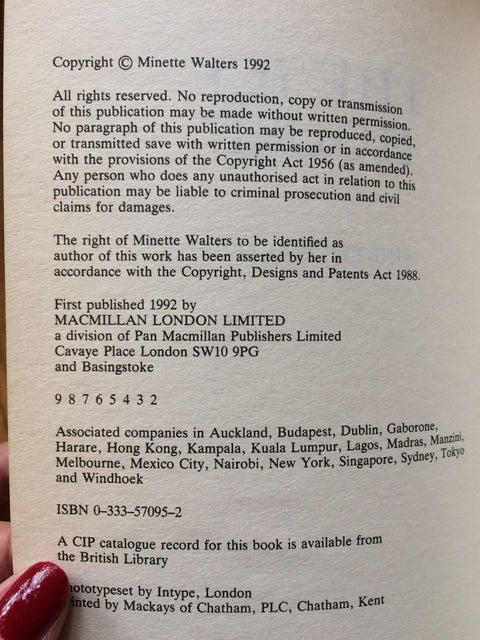 Copyright © Minette Walters 1992
All rights reserved. No reproduction, copy or transmission
of this publication may be made without written permission.
No paragraph of this publication may be reproduced, copied,
or transmitted save with written permission or in accordance
with the provisions of the Copyright Act 1956 (as amended).
Any person who does any unauthorised act in relation to this
publication may be liable to criminal prosecution and civil
claims for damages.
The right of Minette Walters to be identified as
author of this work has been asserted by her in
accordance with the Copyright, Designs and Patents Act 1988.
First published 1992 by
MACMILLAN LONDON LIMITED
a division of Pan Macmillan Publishers Limited
Cavaye Place London SW10 9PG
and Basingstoke
9 8 7 6 5 4 3 2
Associated companies in Auckland, Budapest, Dublin, Gaborone,
Harare, Hong Kong, Kampala, Kuala Lumpur, Lagos, Madras, Manzini,
Melbourne, Mexico City, Nairobi, New York, Singapore, Sydney, Tokyo
and Windhoek
ISBN 0–333–57095–2
A CIP catalogue record for this book is available from
the British Library
hototypeset by Intype, London
inted by Mackays of Chatham, PLC, Chatham, Kent